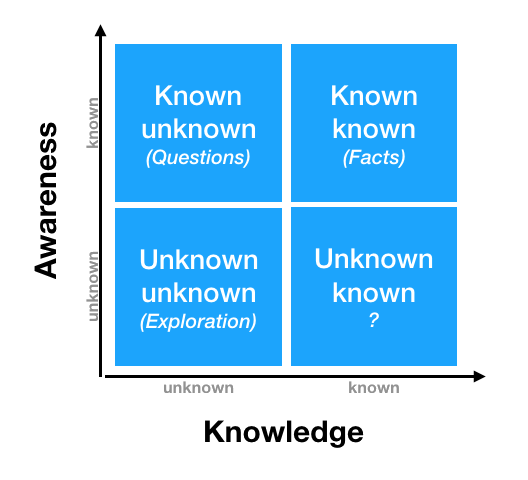 Awareness
known
unknown
Known
unknown
(Questions)
Known
known
(Facts)
Unknown
unknown
(Exploration)
Unknown
known
?
unknown
known
Knowledge